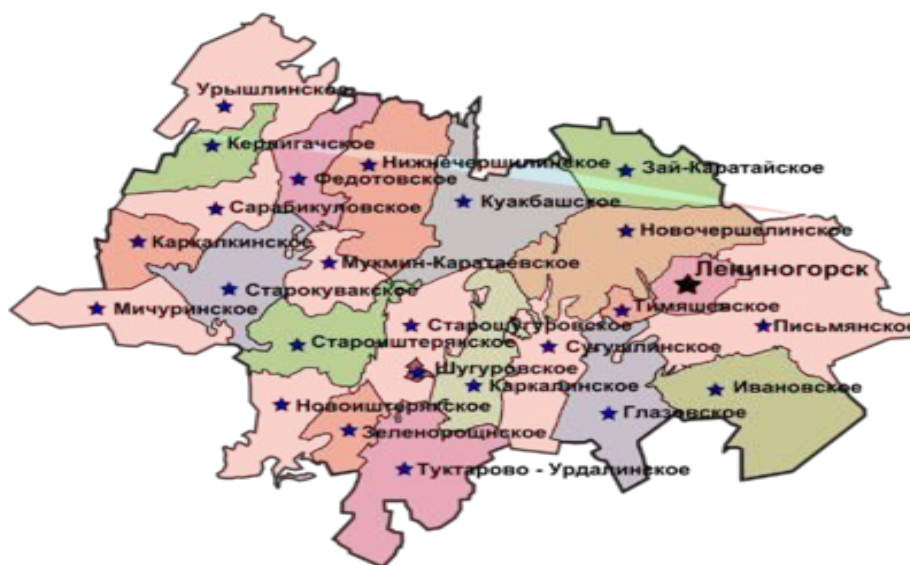 Урышлинское
Керлигачское
Нижнечершилинское
Зай-Каратайское
Федотовское
Куакбашское
Сарабикуловское
Новочершелинское
Каркалкинское
Мукмин-Каратаевское
Лениногорск
Старокувакское
Мичуринское
Тимяшевское
Старошугуровское
Письмянское
Староиштерякское
Сугушлинское
Шугуровское
Каркалинское
Ивановское
Новоиштерякское
Глазовское
Зеленорощнское
Туктарово - Урдалинское